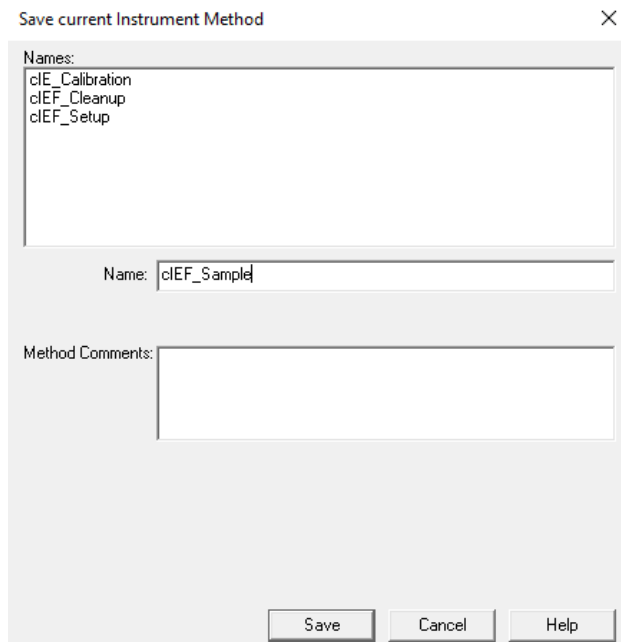 Save current Instrument Method
Names:
cIE_Calibration
cIEF_Cleanup
cIEF_Setup
Name: cIEF_Sample
Method Comments:
Save Cancel Help